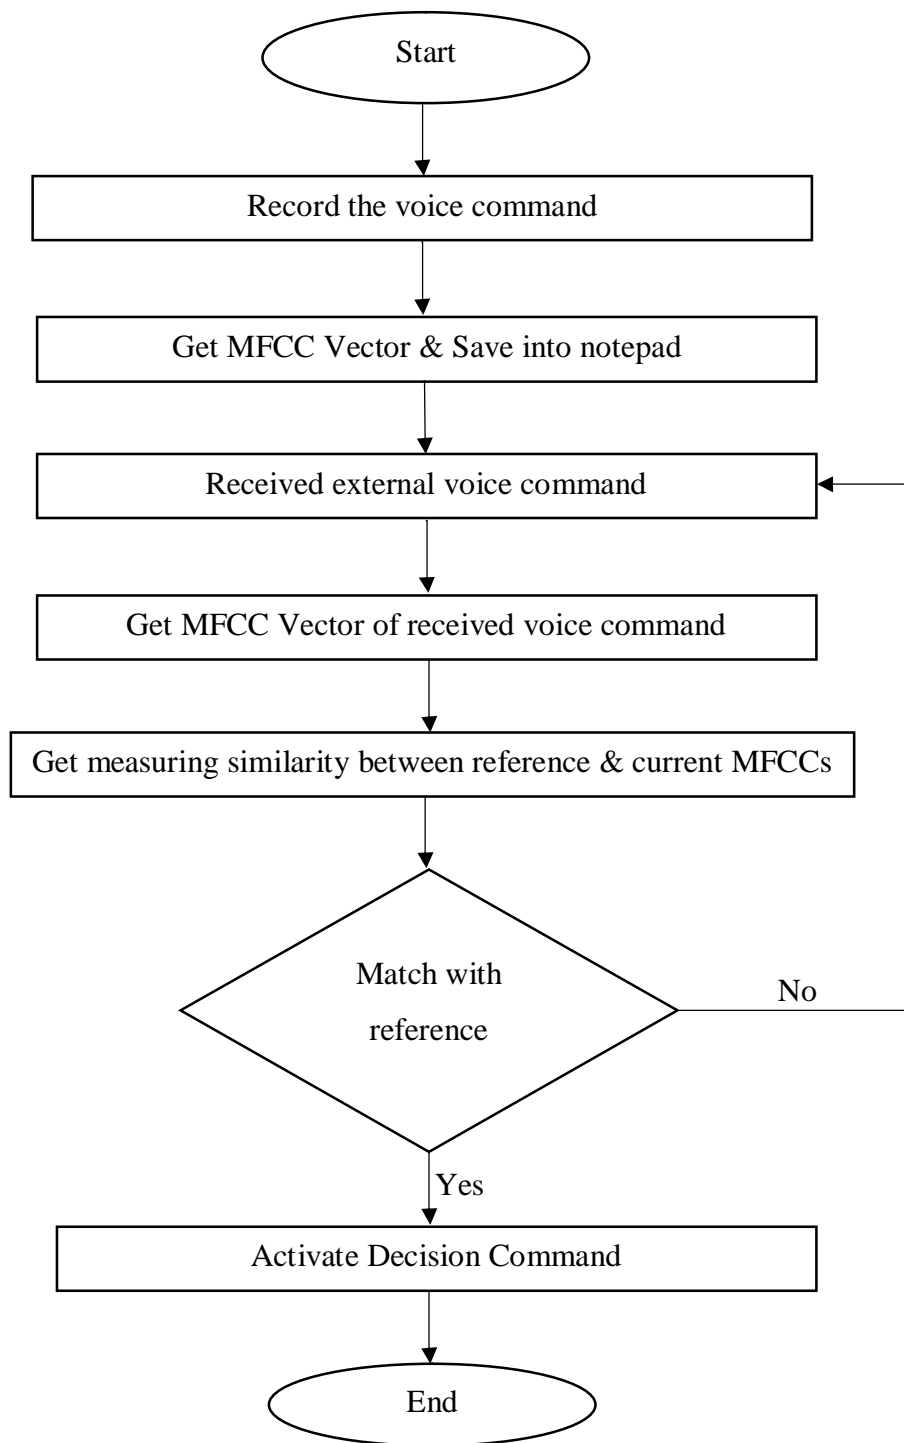 Start
Record the voice command
Get MFCC Vector & Save into notepad
Received external voice command
Get MFCC Vector of received voice command
Get measuring similarity between reference & current MFCCs
Match with
reference
No
Yes
Activate Decision Command
End